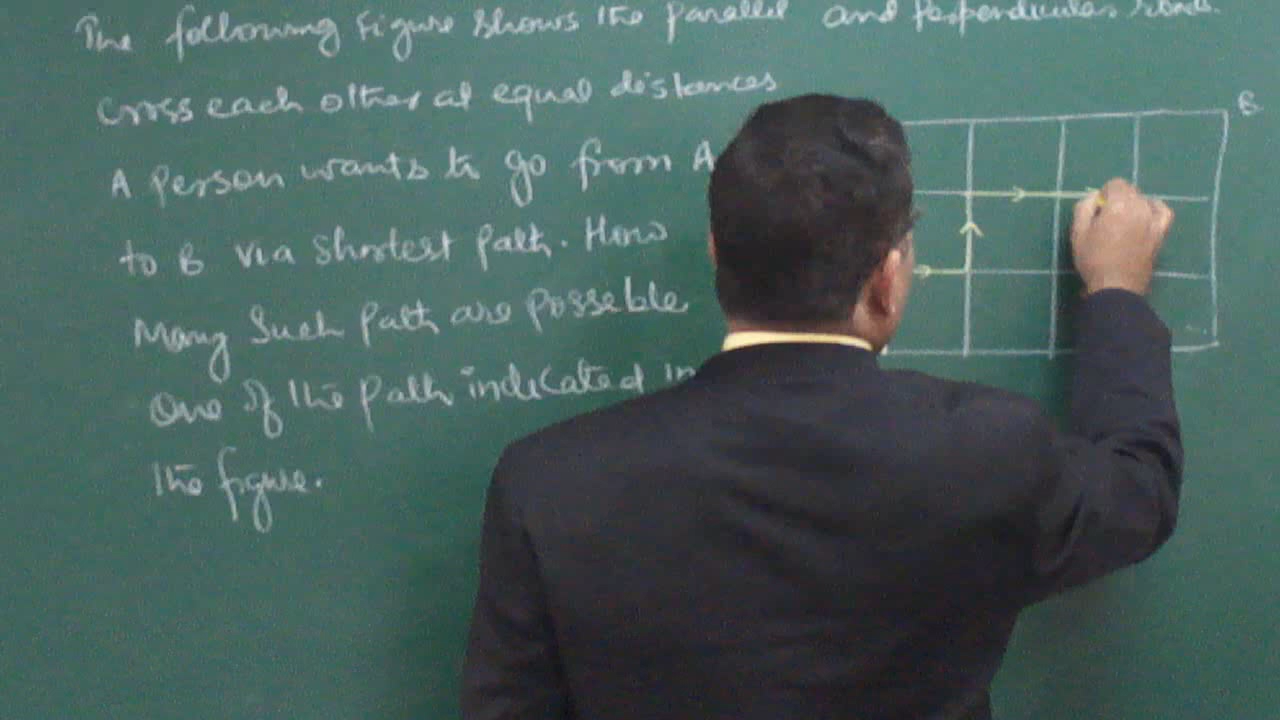 The following Figure shows the parallel and perpendicular roads.
cross each other at equal distances
A person wants to go from A
to B via shortest path. How
Many Such path are possible
One of the path indicated in
the figure.
B